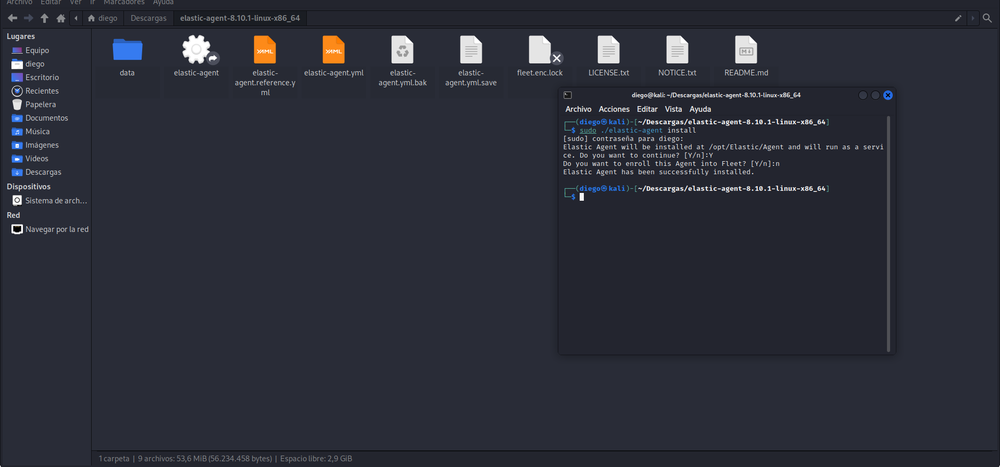 Archivo Editar Ver Ir Marcadores Ayuda
diego Descargas elastic-agent-8.10.1-linux-x86_64
Lugares
Equipo
diego
Escritorio
Recientes
Papelera
Documentos
Música
Imágenes
Vídeos
Descargas
Dispositivos
Sistema de arch...
Red
Navegar por la red
YAML
YAML
M
data
elastic-agent
elastic-
agent.reference.y
ml
elastic-agent.yml
elastic-
agent.yml.bak
elastic-
agent.yml.save
fleet.enc.lock
LICENSE.txt
NOTICE.txt
README.md
diego@kali: ~/Descargas/elastic-agent-8.10.1-linux-x86_64
Archivo Acciones Editar Vista Ayuda
┌──(diego㉿kali)-[~/Descargas/elastic-agent-8.10.1-linux-x86_64]
└─$ sudo ./elastic-agent install
[sudo] contraseña para diego:
Elastic Agent will be installed at /opt/Elastic/Agent and will run as a servi
ce. Do you want to continue? [Y/n]:Y
Do you want to enroll this Agent into Fleet? [Y/n]:n
Elastic Agent has been successfully installed.
┌──(diego㉿kali)-[~/Descargas/elastic-agent-8.10.1-linux-x86_64]
└─$
1 carpeta | 9 archivos: 53,6 MiB (56.234.458 bytes) | Espacio libre: 2,9 GiB